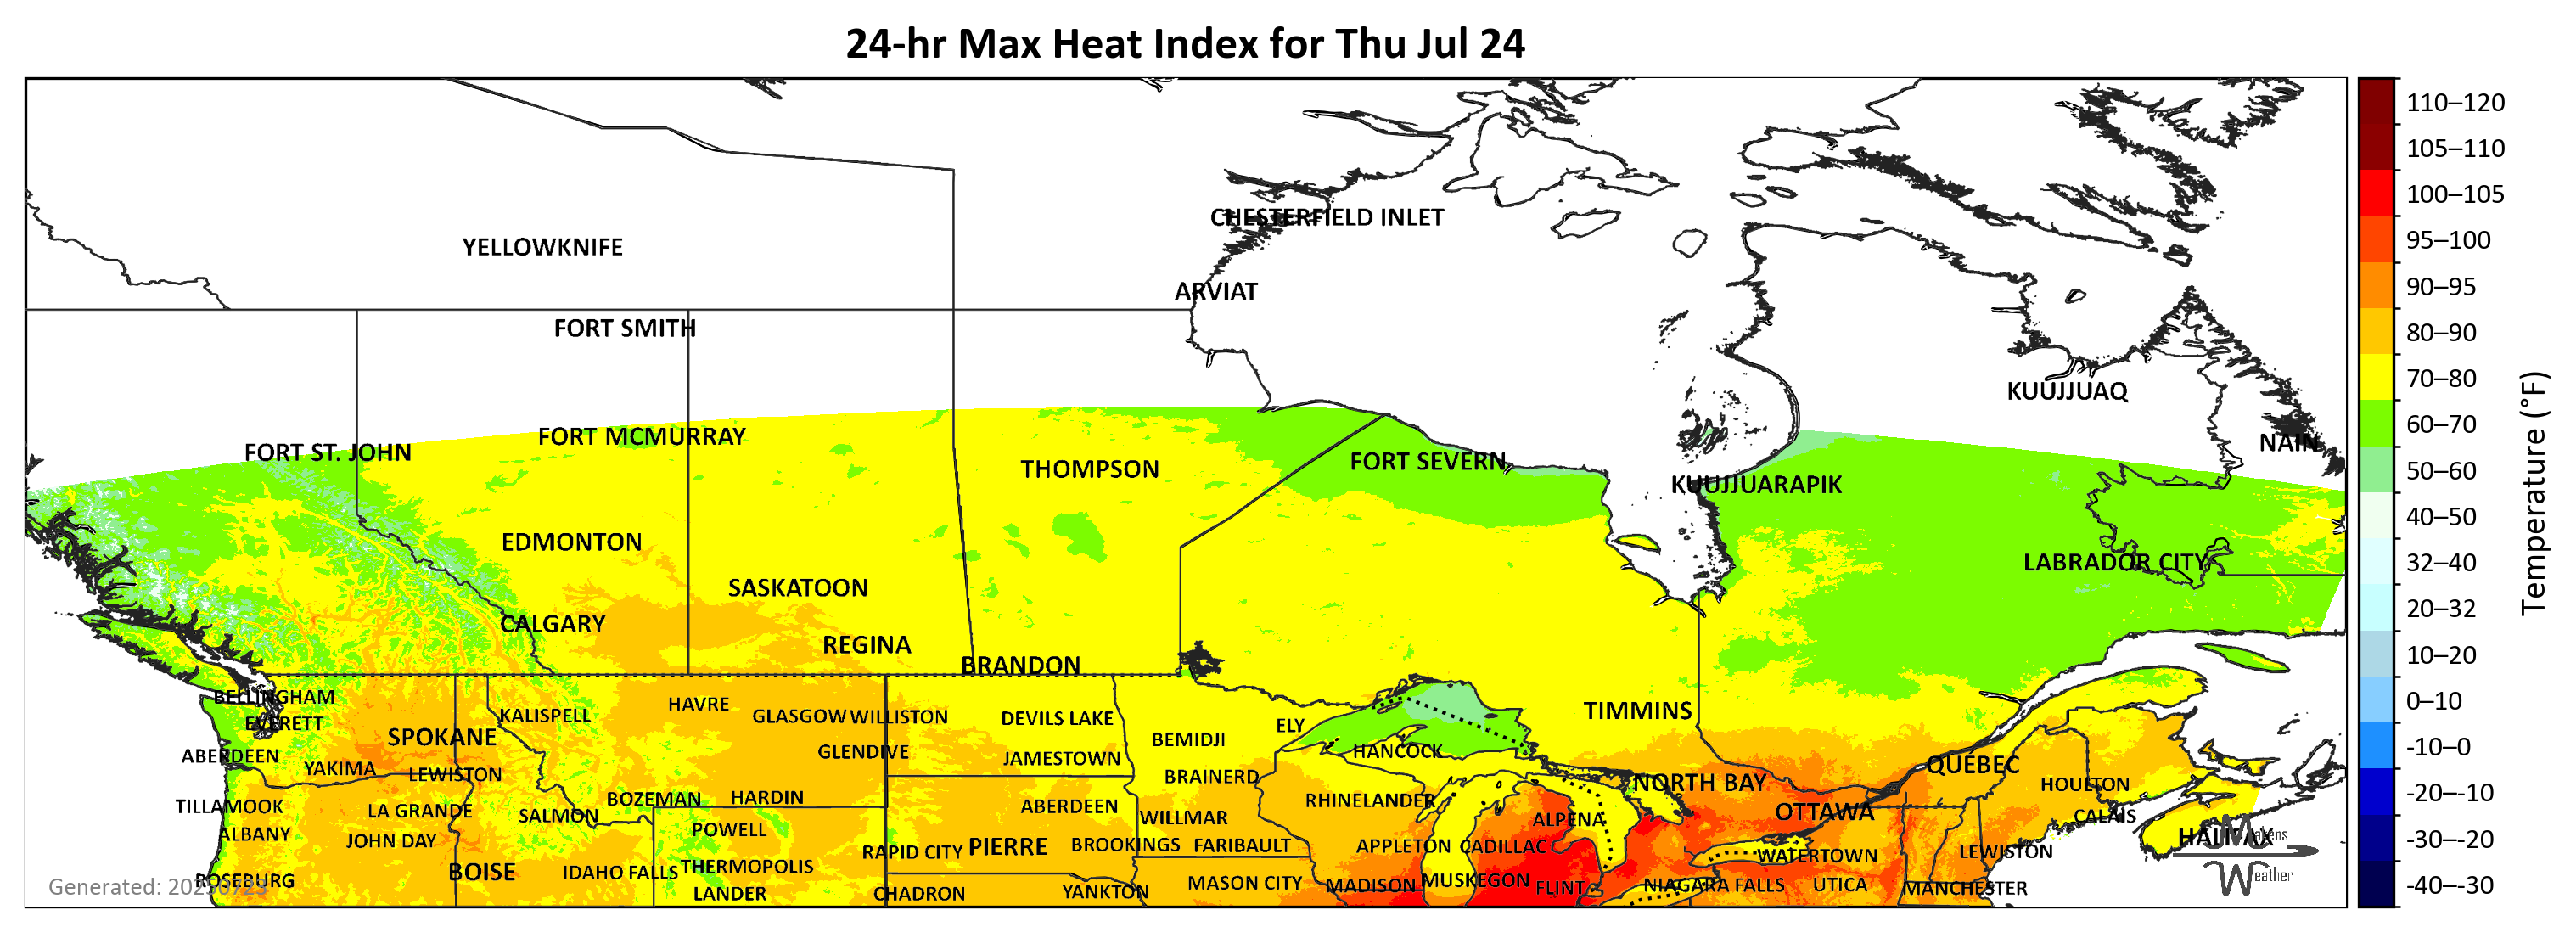 24-hr Max Heat Index for Thu Jul 24
110–120
105–110
100–105
95–100
90–95
80–90
70–80
60–70
50–60
40–50
32–40
20–32
10–20
0–10
-10–0
-20–-10
-30–-20
-40–-30
Temperature (°F)
CHESTERFIELD INLET
YELLOWKNIFE
ARVIAT
FORT SMITH
KUUJJUAQ
FORT MCMURRAY
NAIN
FORT ST. JOHN
FORT SEVERN
THOMPSON
KUUJJUARAPIK
EDMONTON
LABRADOR CITY
SASKATOON
CALGARY
REGINA
BRANDON
BELLINGHAM
HAVRE
TIMMINS
KALISPELL
GLASGOW
WILLISTON
DEVILS LAKE
EVERETT
ELY
SPOKANE
BEMIDJI
ABERDEEN
GLENDIVE
HANCOCK
JAMESTOWN
QUÉBEC
YAKIMA
LEWISTON
BRAINERD
NORTH BAY
HOULTON
BOZEMAN
HARDIN
RHINELANDER
TILLAMOOK
LA GRANDE
ABERDEEN
SALMON
WILLMAR
ALPENA
OTTAWA
CALAIS
ALBANY
POWELL
JOHN DAY
HALIFAX
Makens
RAPID CITY
PIERRE
BROOKINGS
FARIBAULT
APPLETON
CADILLAC
WATERTOWN
LEWISTON
BOISE
IDAHO FALLS
THERMOPOLIS
Weather
ROSEBURG
MASON CITY
MADISON
MUSKEGON
FLINT
NIAGARA FALLS
UTICA
MANCHESTER
LANDER
CHADRON
YANKTON
Generated: 20250723